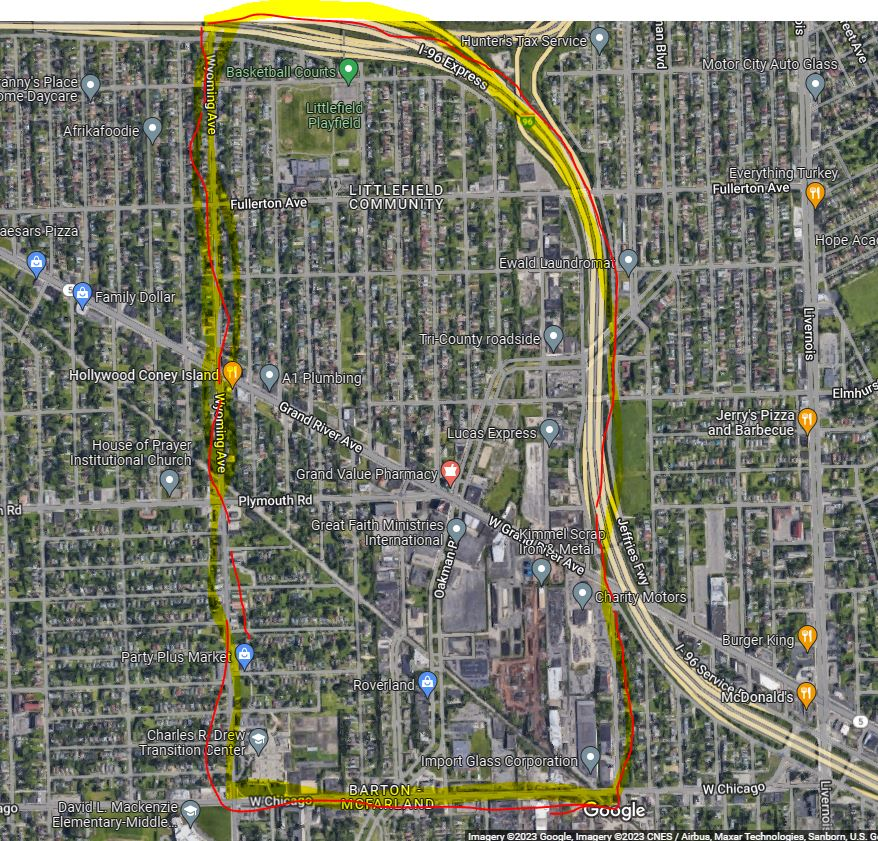 Hunter's Tax Service
I-96 Express
Motor City Auto Glass
Basketball Courts
Wyoming Ave
ranny's Place
ome Daycare
Littlefield
Playfield
96
Afrikafoodie
Everything Turkey
LITTLEFIELD
COMMUNITY
Fullerton Ave
Fullerton Ave
aesars Pizza
Hope Aca
Ewald Laundromat
Family Dollar
Livernois
Tri-County roadside
Hollywood Coney Island
A1 Plumbing
Elmhurs
Wyoming Ave
Grand River Ave
Jerry's Pizza
and Barbecue
Lucas Express
House of Prayer
Institutional Church
Grand Value Pharmacy
Plymouth Rd
n Rd
Great Faith Ministries
International
W Grand River Ave
Kimmel Scrap
Iron & Metal
Jeffries Fwy
Oakman
Charity Motors
Burger King
I-96 Service
Party Plus Market
Roverland
McDonald's
5
Charles R. Drew
Transition Center
Import Glass Corporation
BARTON -
MCFARLAND
W Chicago
W Chicago
ago
David L. Mackenzie
Elementary-Middle...
Google
Livernois
Imagery ©2023 Google, Imagery ©2023 CNES / Airbus, Maxar Technologies, Sanborn, U.S. G